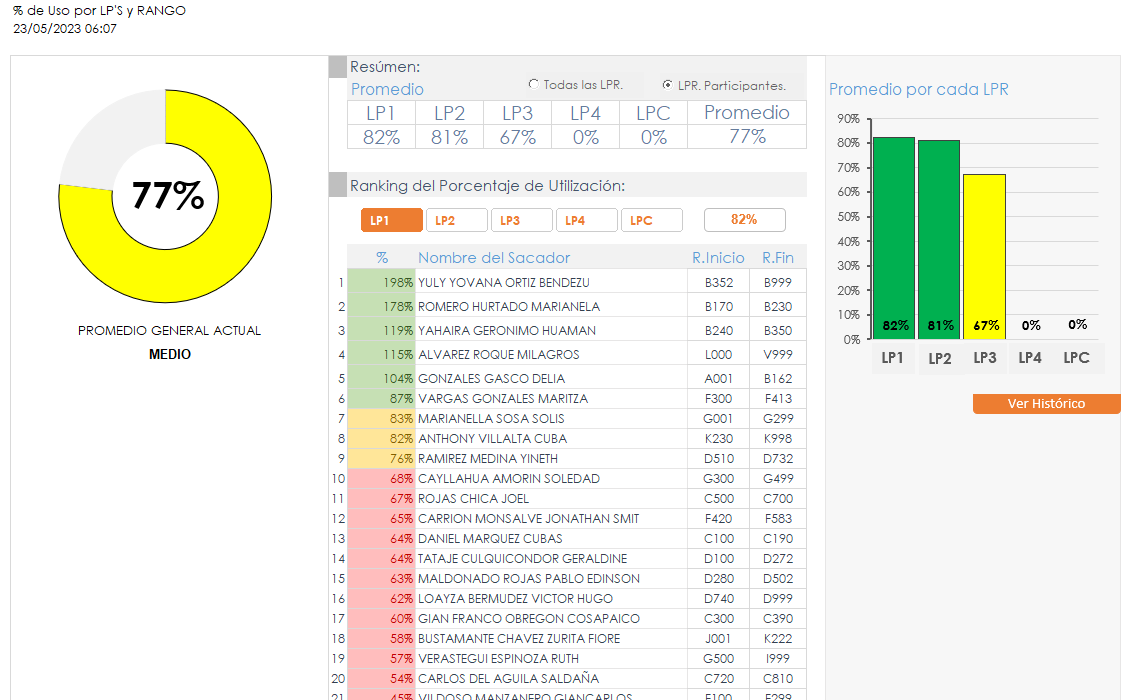 % de Uso por LP'S y RANGO
23/05/2023 06:07
77%
PROMEDIO GENERAL ACTUAL
MEDIO
Resúmen:
Promedio
Todas las LPR.
LPR. Participantes.
LP1 LP2 LP3 LP4 LPC Promedio
82% 81% 67% 0% 0% 77%
Ranking del Porcentaje de Utilización:
LP1 LP2 LP3 LP4 LPC 82%
% Nombre del Sacador R.Inicio R.Fin
1 198% YULY YOVANA ORTIZ BENDEZU B352 B999
2 178% ROMERO HURTADO MARIANELA B170 B230
3 119% YAHAIRA GERONIMO HUAMAN B240 B350
4 115% ALVAREZ ROQUE MILAGROS L000 V999
5 104% GONZALES GASCO DELIA A001 B162
6 87% VARGAS GONZALES MARITZA F300 F413
7 83% MARIANELLA SOSA SOLIS G001 G299
8 82% ANTHONY VILLALTA CUBA K230 K998
9 76% RAMIREZ MEDINA YINETH D510 D732
10 68% CAYLLAHUA AMORIN SOLEDAD G300 G499
11 67% ROJAS CHICA JOEL C500 C700
12 65% CARRION MONSALVE JONATHAN SMIT F420 F583
13 64% DANIEL MARQUEZ CUBAS C100 C190
14 64% TATAJE CULQUICONDOR GERALDINE D100 D272
15 63% MALDONADO ROJAS PABLO EDINSON D280 D502
16 62% LOAYZA BERMUDEZ VICTOR HUGO D740 D999
17 60% GIAN FRANCO OBREGON COSAPAICO C300 C390
18 58% BUSTAMANTE CHAVEZ ZURITA FIORE J001 K222
19 57% VERASTEGUI ESPINOZA RUTH G500 I999
20 54% CARLOS DEL AGUILA SALDAÑA C720 C810
21 45% VILDOSO MANZANERO GIANCARLOS F100 F299
Promedio por cada LPR
90%
80%
70%
60%
50%
40%
30%
20%
10%
0%
82% 81% 67% 0% 0%
LP1 LP2 LP3 LP4 LPC
Ver Histórico